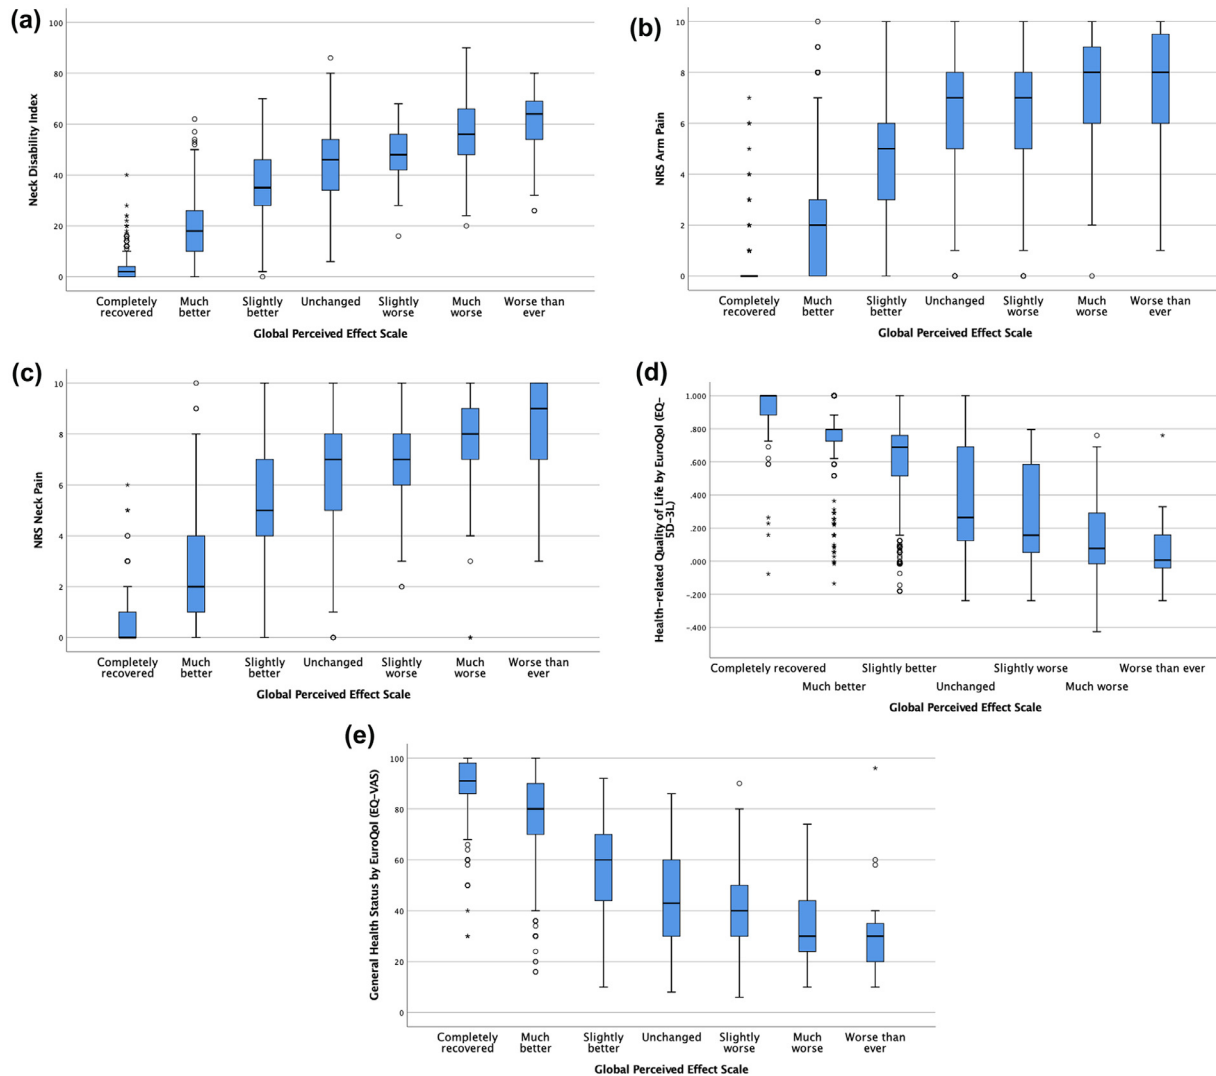 (a)
100
80
60
40
20
0
Neck Disability Index
Completely recovered
Much better
Slightly better
Unchanged
Slightly worse
Much worse
Worse than ever
Global Perceived Effect Scale
(b)
10
8
6
4
2
0
NRS Arm Pain
Completely recovered
Much better
Slightly better
Unchanged
Slightly worse
Much worse
Worse than ever
Global Perceived Effect Scale
(c)
10
8
6
4
2
0
NRS Neck Pain
Completely recovered
Much better
Slightly better
Unchanged
Slightly worse
Much worse
Worse than ever
Global Perceived Effect Scale
(d)
1.000
.800
.600
.400
.200
.000
-.200
-.400
Health-related Quality of Life by EuroQol (EQ-
5D-3L)
Completely recovered
Much better
Slightly better
Unchanged
Slightly worse
Much worse
Worse than ever
Global Perceived Effect Scale
(e)
100
80
60
40
20
0
General Health Status by EuroQol (EQ-VAS)
Completely recovered
Much better
Slightly better
Unchanged
Slightly worse
Much worse
Worse than ever
Global Perceived Effect Scale